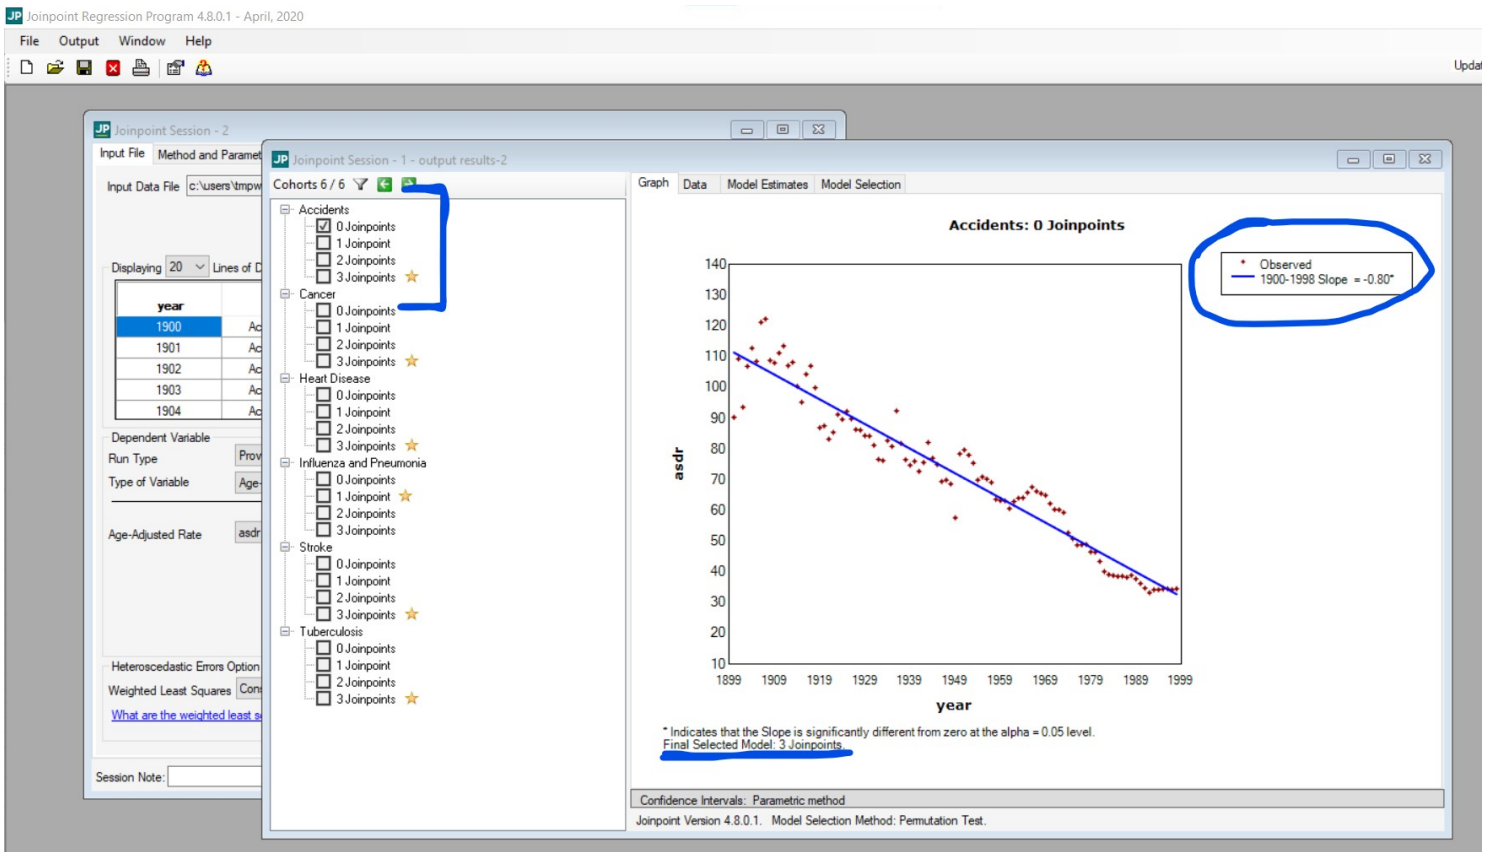 JP Joinpoint Regression Program 4.8.0.1 - April, 2020
File Output Window Help
Updat
JP Joinpoint Session - 2
Input File Method and Paramet
Input Data File c:\users\tmpw
Displaying 20 Lines of D
year
1900 Ac
1901 Ac
1902 Ac
1903 Ac
1904 Ac
Dependent Variable
Run Type Prov
Type of Variable Age-
Age-Adjusted Rate asdr
Heteroscedastic Errors Option
Weighted Least Squares Cons
What are the weighted least s
Session Note:
JP Joinpoint Session - 1 - output results-2
Cohorts 6 / 6
Accidents
0 Joinpoints
1 Joinpoint
2 Joinpoints
3 Joinpoints
Cancer
0 Joinpoints
1 Joinpoint
2 Joinpoints
3 Joinpoints
Heart Disease
0 Joinpoints
1 Joinpoint
2 Joinpoints
3 Joinpoints
Influenza and Pneumonia
0 Joinpoints
1 Joinpoint
2 Joinpoints
3 Joinpoints
Stroke
0 Joinpoints
1 Joinpoint
2 Joinpoints
3 Joinpoints
Tuberculosis
0 Joinpoints
1 Joinpoint
2 Joinpoints
3 Joinpoints
Graph Data Model Estimates Model Selection
Accidents: 0 Joinpoints
Observed
1900-1998 Slope = -0.80*
140
130
120
110
100
90
80
70
60
50
40
30
20
10
asdr
1899 1909 1919 1929 1939 1949 1959 1969 1979 1989 1999
year
* Indicates that the Slope is significantly different from zero at the alpha = 0.05 level.
Final Selected Model: 3 Joinpoints.
Confidence Intervals: Parametric method
Joinpoint Version 4.8.0.1. Model Selection Method: Permutation Test.